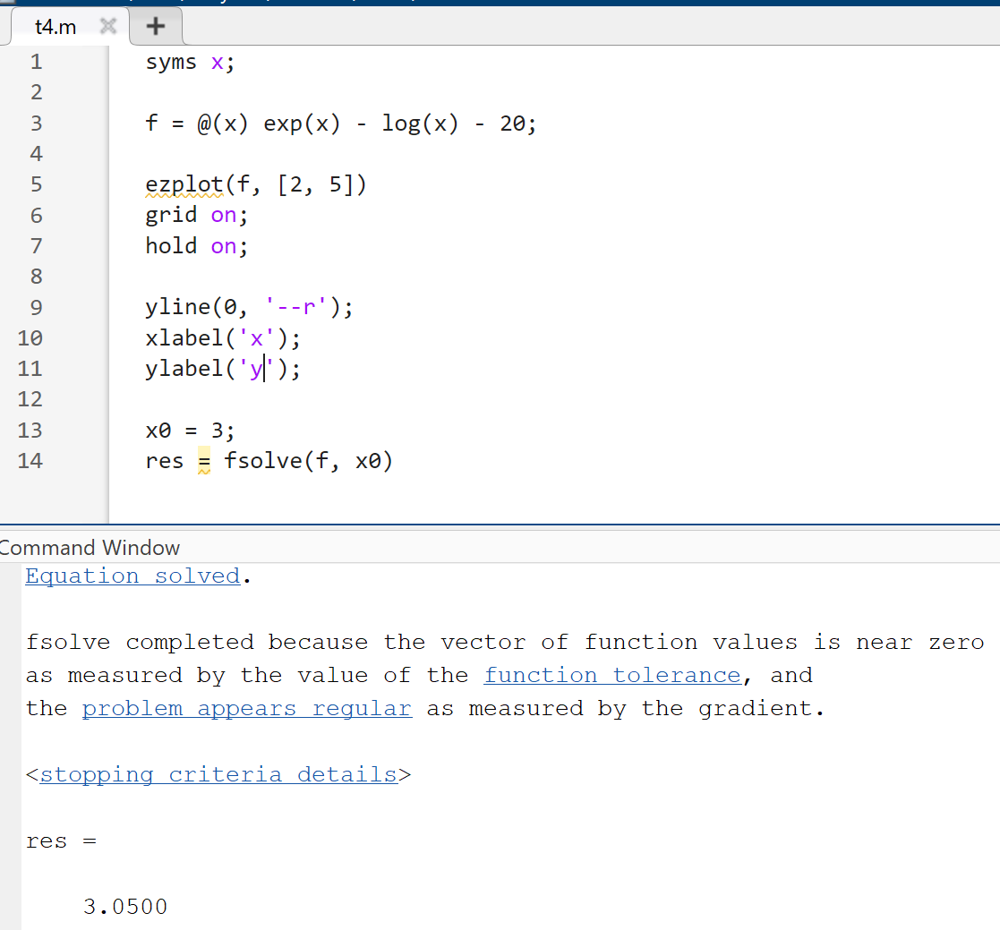 t4.m
1 syms x;
2
3 f = @(x) exp(x) - log(x) - 20;
4
5 ezplot(f, [2, 5])
6 grid on;
7 hold on;
8
9 yline(0, '--r');
10 xlabel('x');
11 ylabel('y');
12
13 x0 = 3;
14 res = fsolve(f, x0)
Command Window
Equation solved.
fsolve completed because the vector of function values is near zero
as measured by the value of the function tolerance, and
the problem appears regular as measured by the gradient.
<stopping criteria details>
res =
3.0500